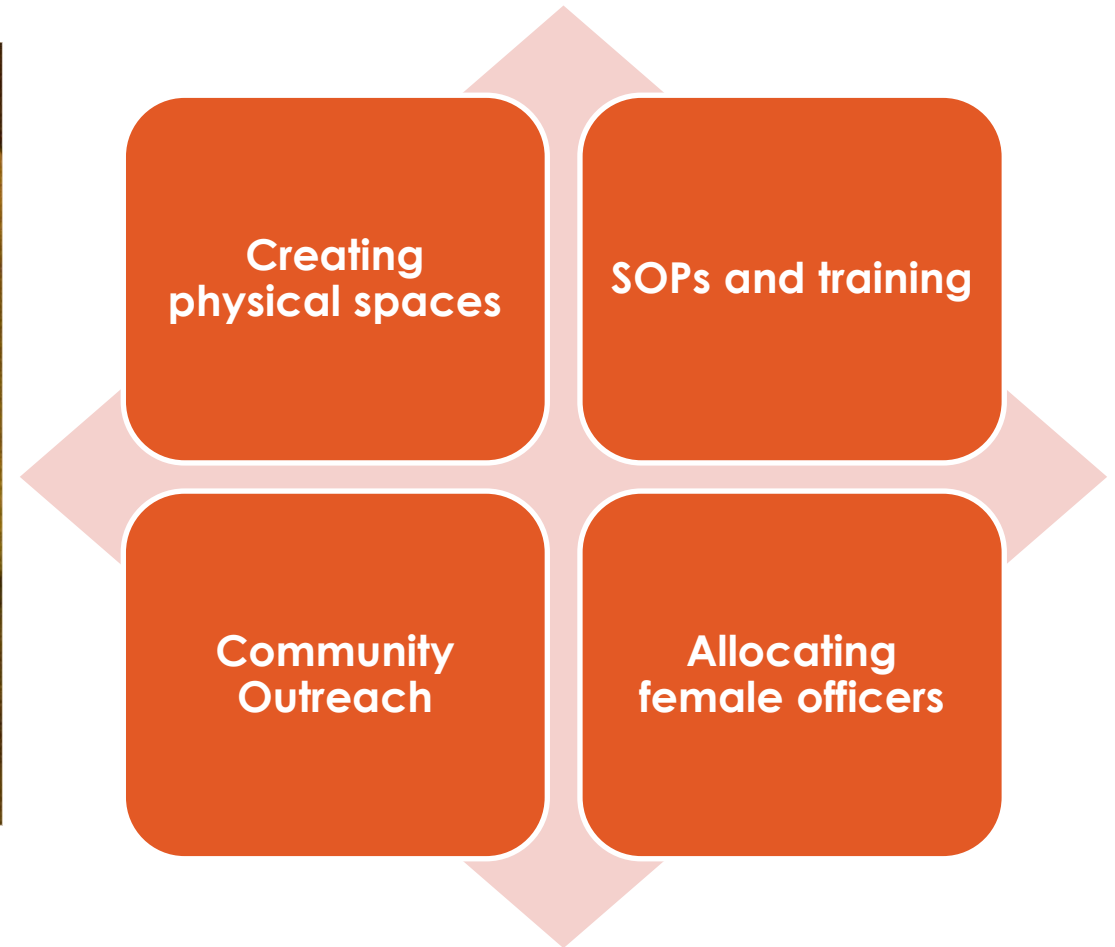 Creating
physical spaces
SOPs and training
Community
Outreach
Allocating
female officers